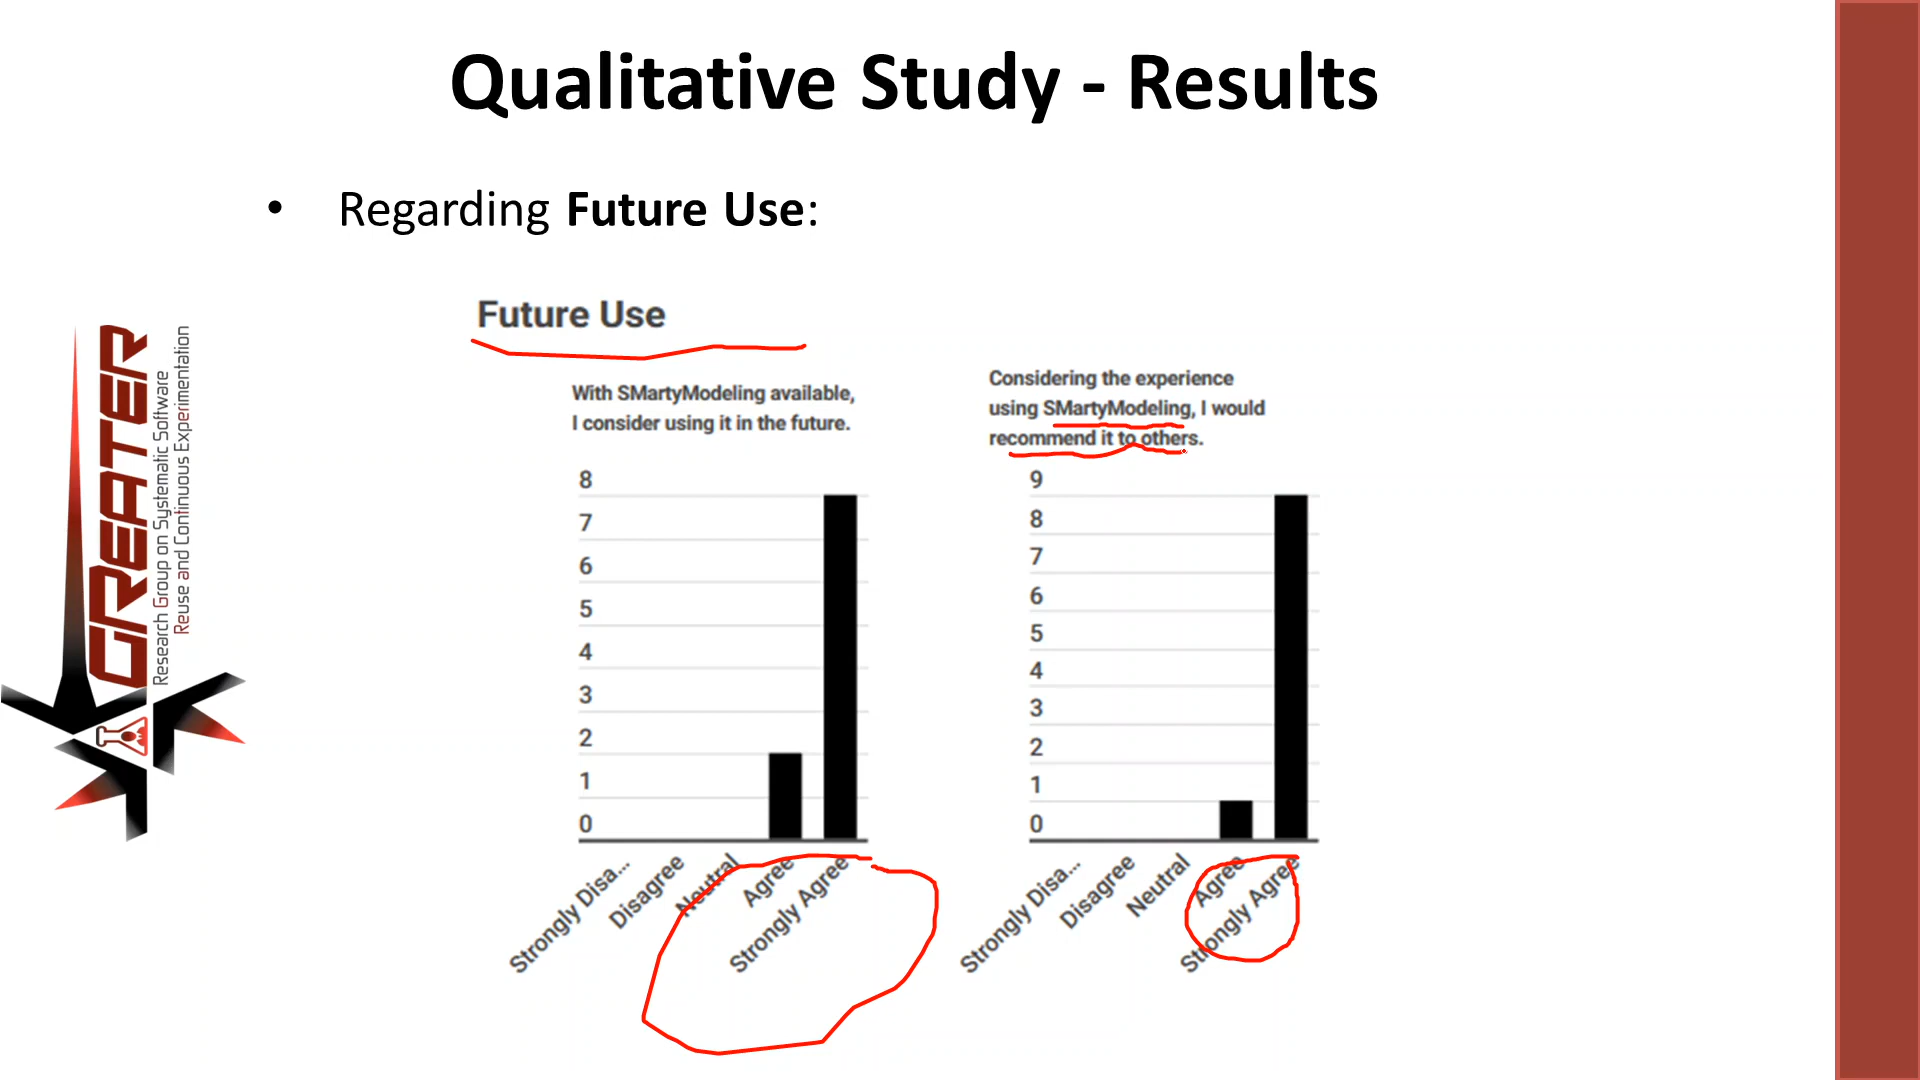 Qualitative Study - Results
• Regarding Future Use:
GREATER
Research Group on Systematic Software
Reuse and Continuous Experimentation
Future Use
With SMartyModeling available,
I consider using it in the future.
8
7
6
5
4
3
2
1
0
Strongly Disa...
Disagree
Neutral
Agree
Strongly Agree
Considering the experience
using SMartyModeling, I would
recommend it to others.
9
8
7
6
5
4
3
2
1
0
Strongly Disa...
Disagree
Neutral
Agree
Strongly Agree